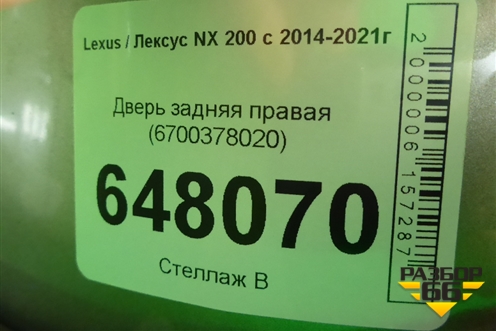 Lexus / Лексус NX 200 с 2014-2021г
Дверь задняя правая
(6700378020)
648070
Стеллаж В
2000006157287
РАЗБОР
66